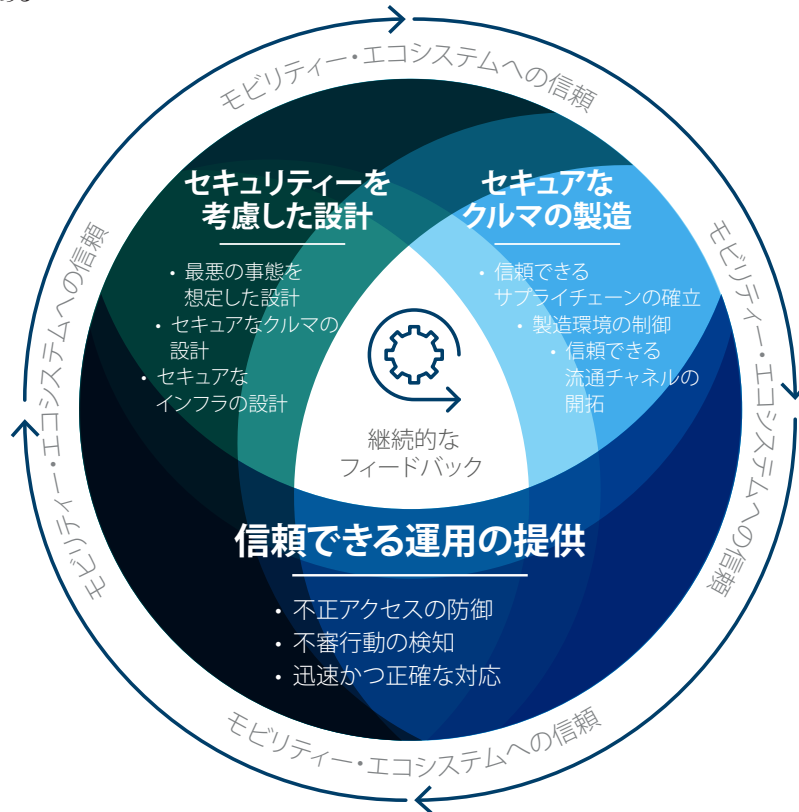 モビリティー・エコシステムへの信頼
セキュリティーを
考慮した設計
・最悪の事態を
想定した設計
・セキュアなクルマの
設計
・セキュアな
インフラの設計
セキュアな
クルマの製造
・信頼できる
サプライチェーンの確立
・製造環境の制御
・信頼できる
流通チャネルの
開拓
継続的な
フィードバック
信頼できる運用の提供
・不正アクセスの防御
・不審行動の検知
・迅速かつ正確な対応
モビリティー・エコシステムへの信頼
モビリティー・エコシステムへの信頼
モビリティー・エコシステムへの信頼